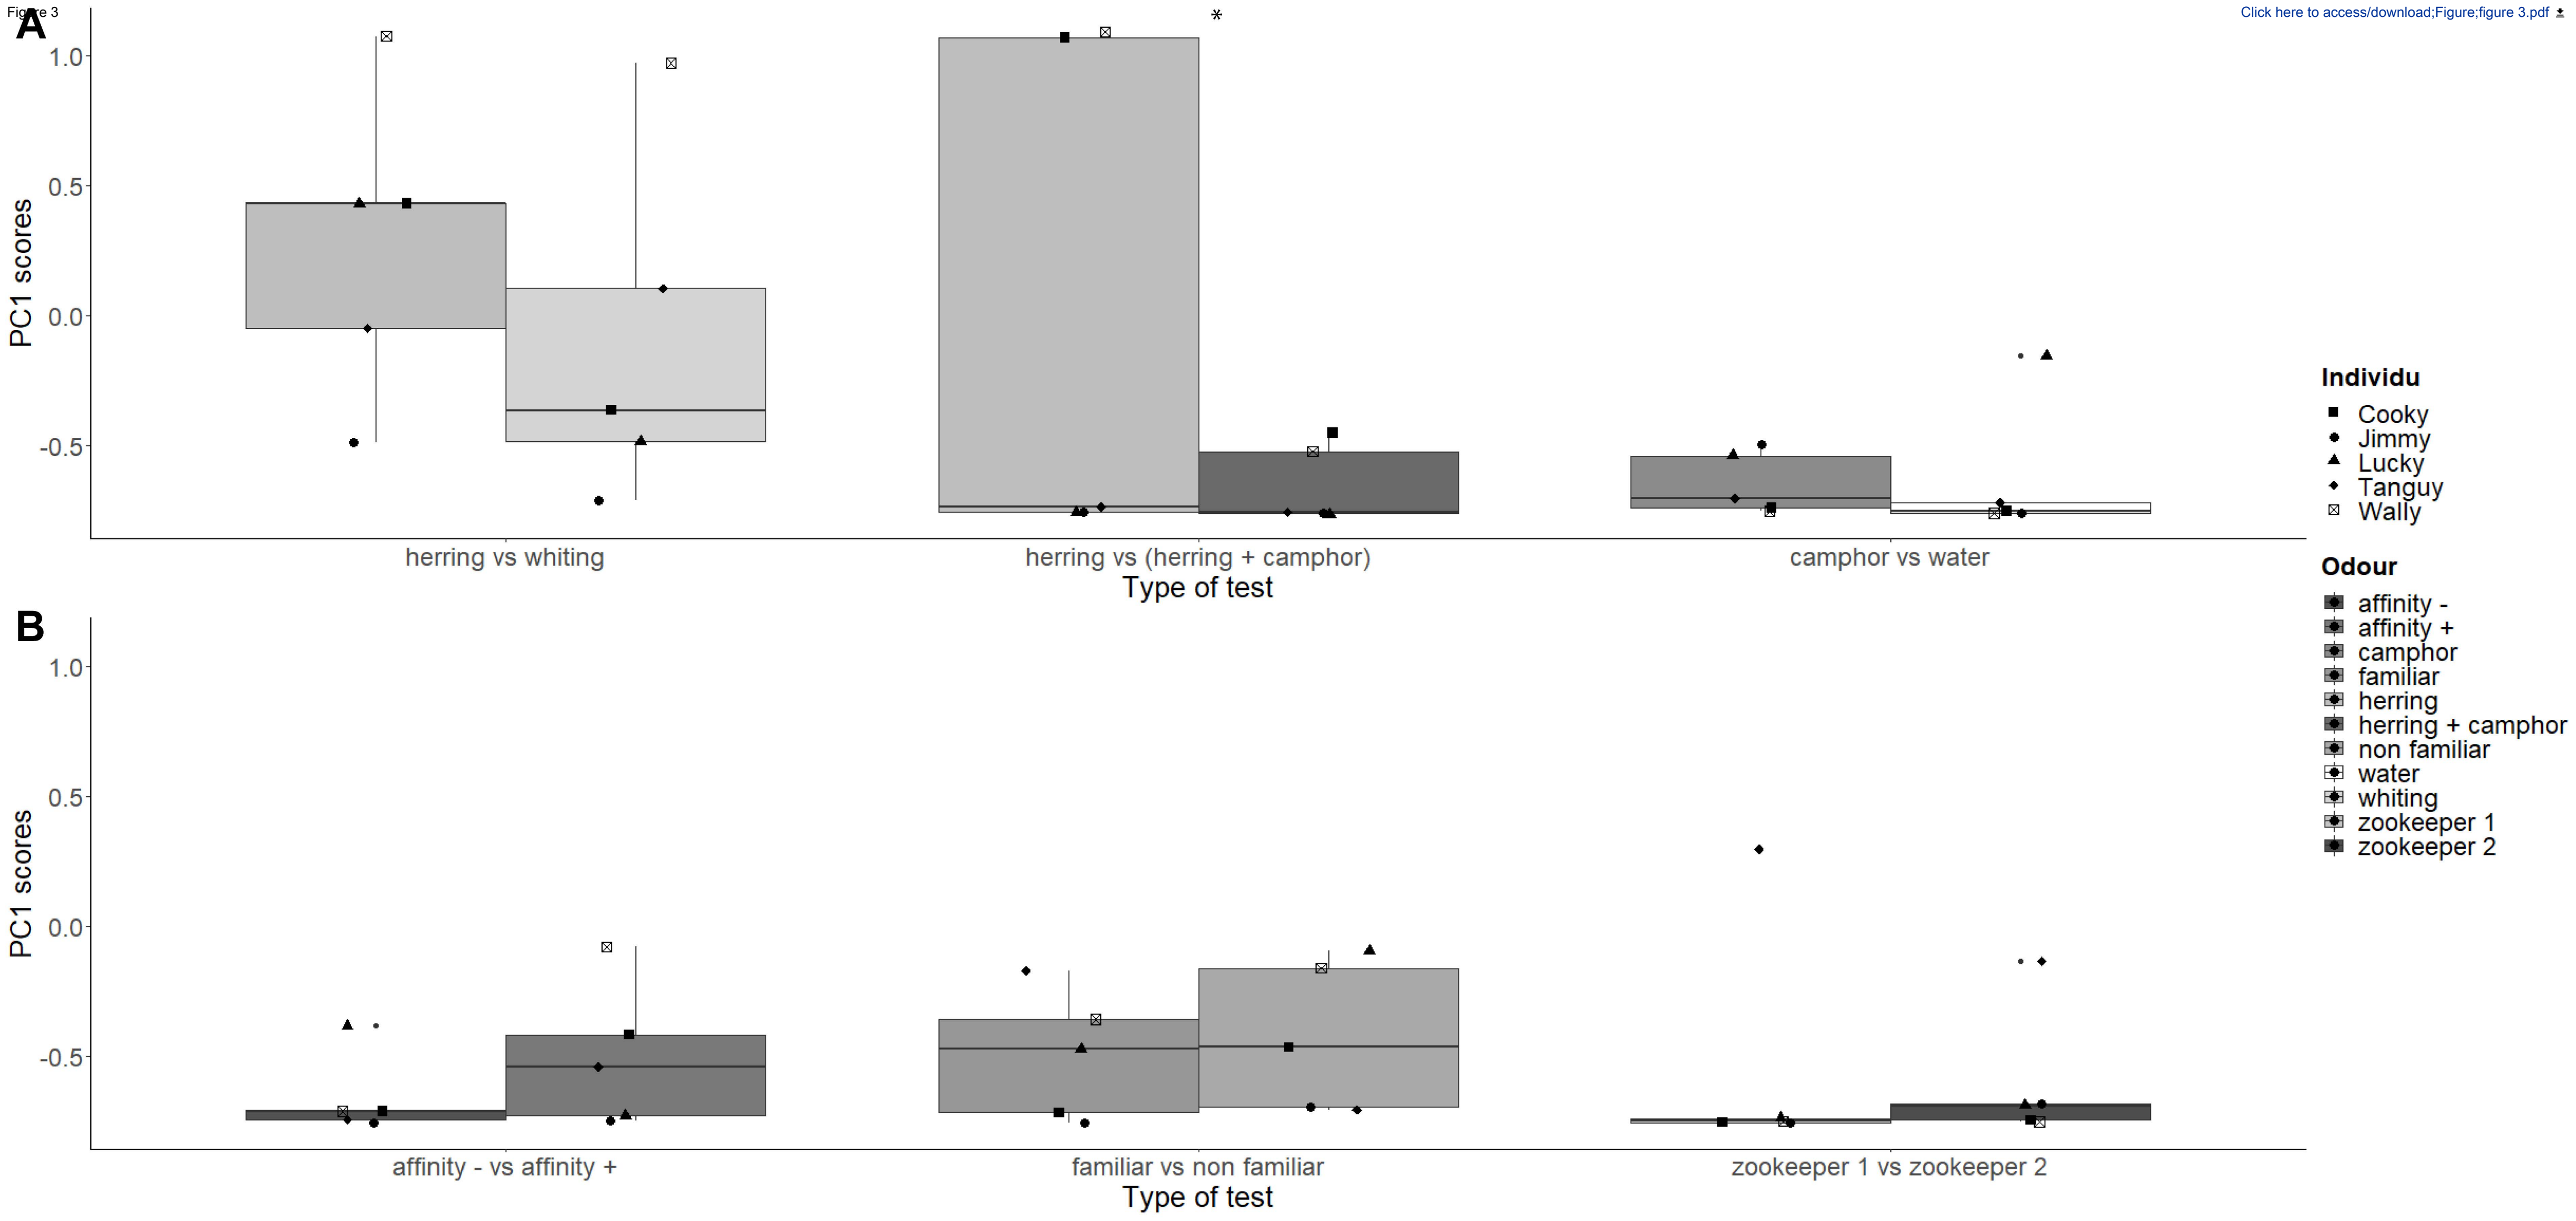 Figure 3
Click here to access/download;Figure;figure 3.pdf
A
*
PC1 scores
1.0
0.5
0.0
-0.5
herring vs whiting
herring vs (herring + camphor)
camphor vs water
Type of test
B
PC1 scores
1.0
0.5
0.0
-0.5
affinity - vs affinity +
familiar vs non familiar
zookeeper 1 vs zookeeper 2
Type of test
Individu
Cooky
Jimmy
Lucky
Tanguy
Wally
Odour
affinity -
affinity +
camphor
familiar
herring
herring + camphor
non familiar
water
whiting
zookeeper 1
zookeeper 2